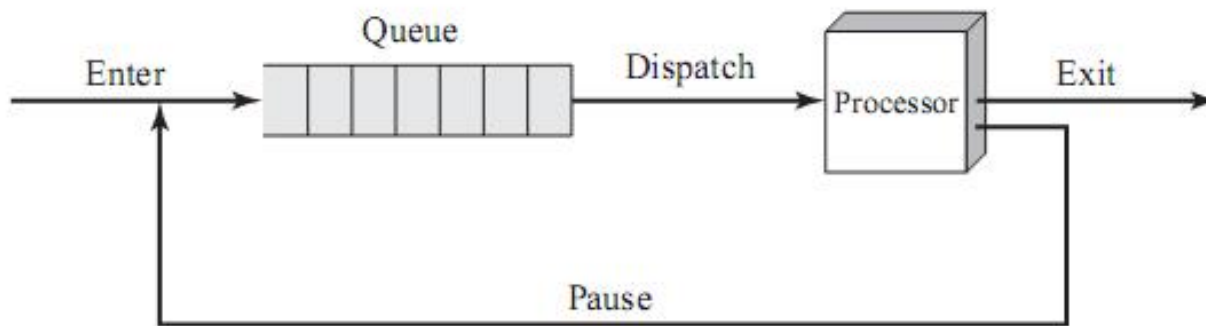 Queue
Enter
Dispatch
Processor
Exit
Pause